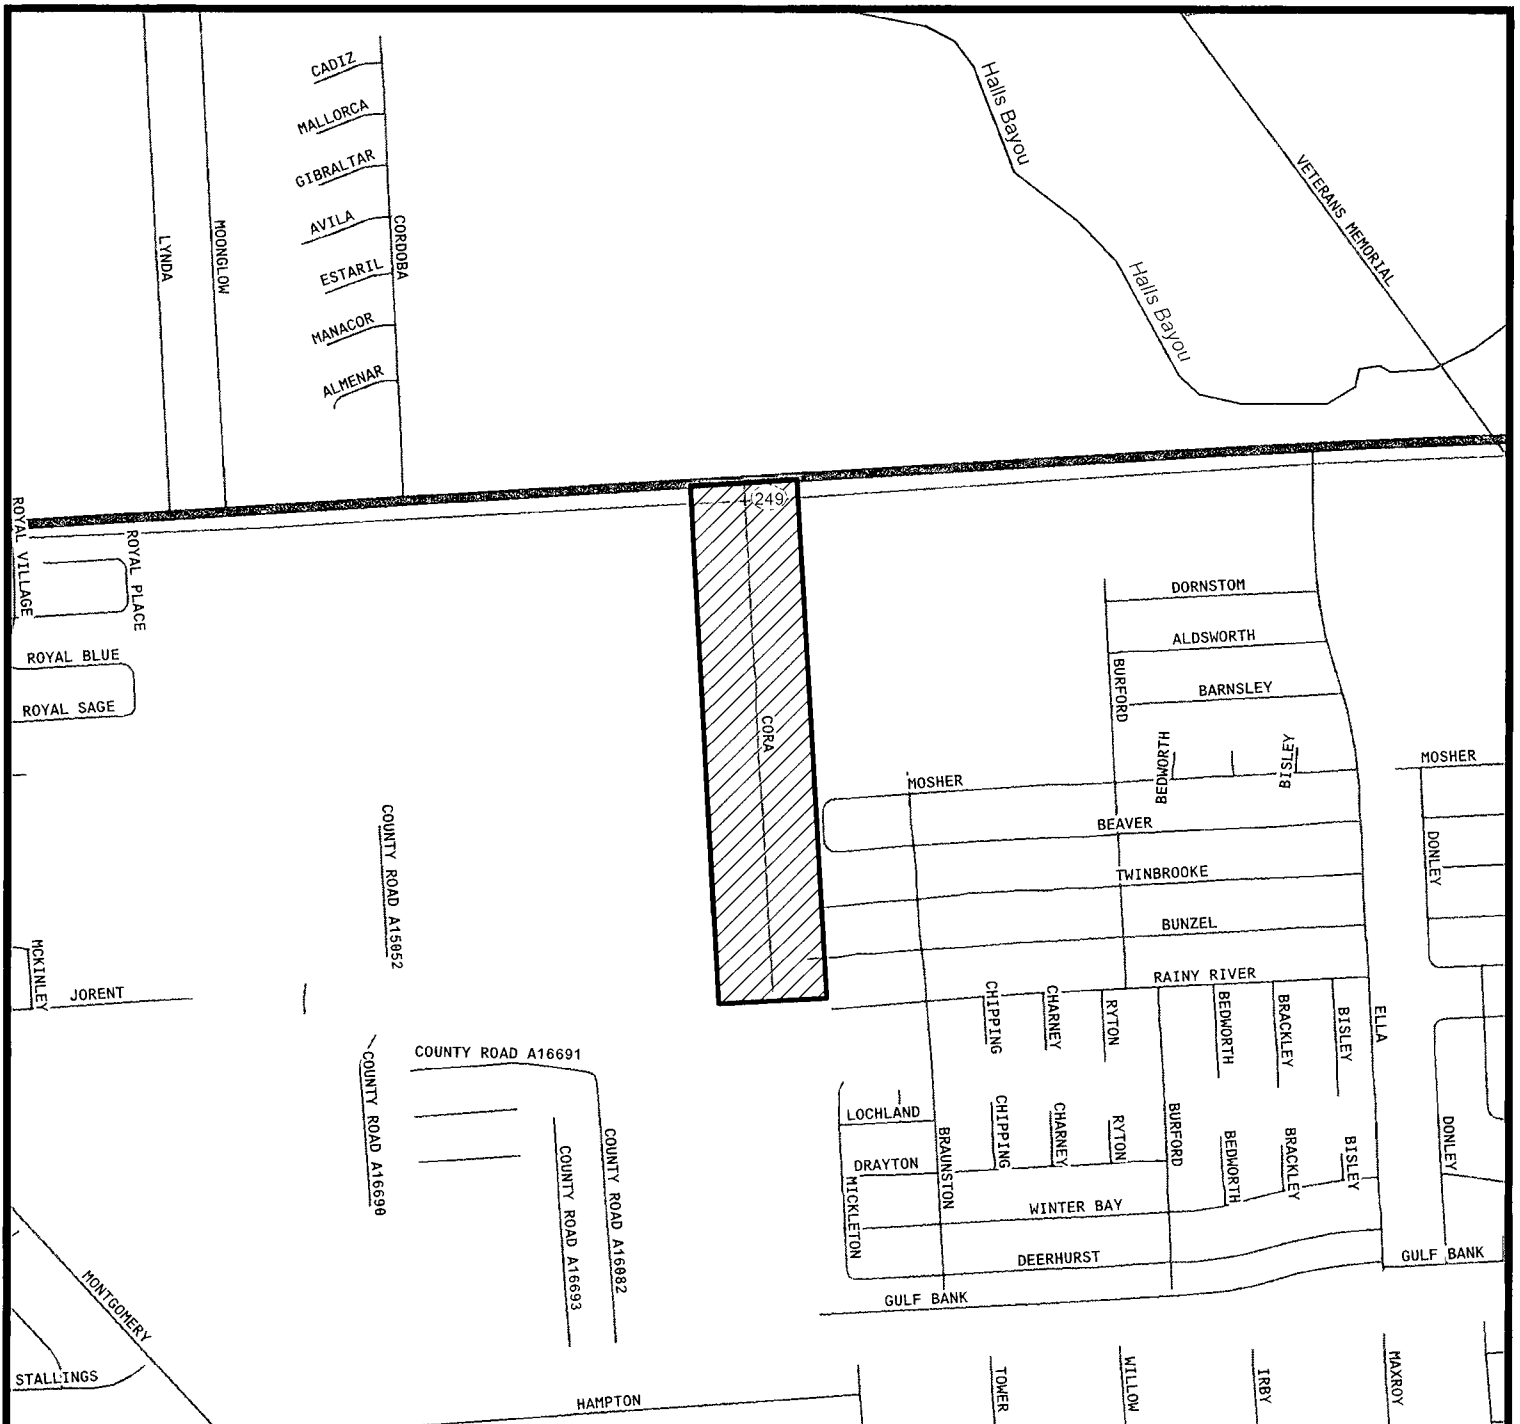 CADIZ
MALLORCA
GIBRALTAR
AVILA
ESTARIL
MANACOR
ALMENAR
CORDOBA
MOONGLOW
LYNDA
Halls Bayou
Halls Bayou
VETERANS MEMORIAL
249
CORA
ROYAL VILLAGE
ROYAL PLACE
ROYAL BLUE
ROYAL SAGE
DORNSTOM
ALDSWORTH
BARNSLEY
BURFORD
BEDWORTH
BISLEY
MOSHER
MOSHER
BEAVER
TWINBROOKE
BUNZEL
RAINY RIVER
DONLEY
ELLA
COUNTY ROAD A15052
MCKINLEY
JORENT
COUNTY ROAD A16691
COUNTY ROAD A16690
COUNTY ROAD A16693
COUNTY ROAD A16082
CHIPPING
CHARNEY
RYTON
BEDWORTH
BRACKLEY
BISLEY
LOCHLAND
DRAYTON
MICKLETON
BRAUNSTON
CHIPPING
CHARNEY
RYTON
BURFORD
BEDWORTH
BRACKLEY
BISLEY
DONLEY
WINTER BAY
DEERHURST
GULF BANK
GULF BANK
MONTGOMERY
STALLINGS
HAMPTON
TOWER
WILLOW
IRBY
MAXROY